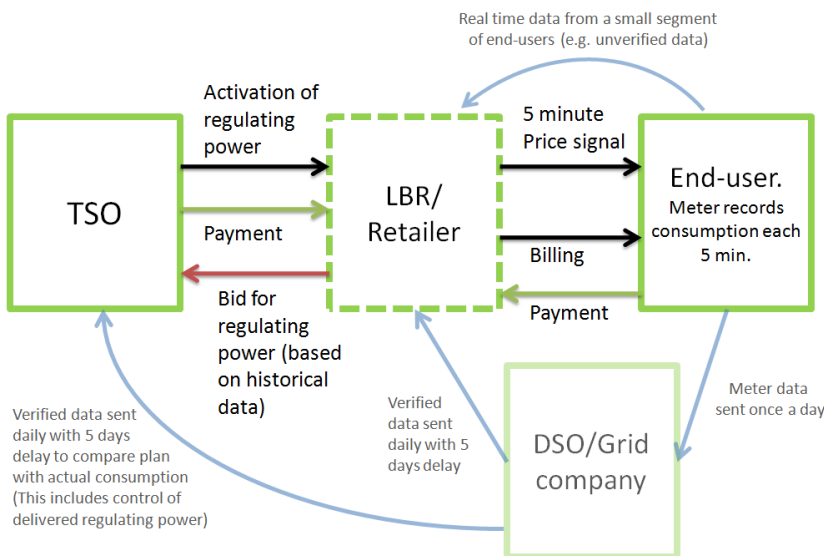 Real time data from a small segment
of end-users (e.g. unverified data)
Activation of
regulating
power
5 minute
Price signal
TSO
LBR/
Retailer
End-user.
Meter records
consumption each
5 min.
Payment
Billing
Bid for
regulating
power (based
on historical
data)
Payment
Verified data sent
daily with 5 days
delay to compare plan
with actual consumption
(This includes control of
delivered regulating power)
Verified
data sent
daily with 5
days delay
DSO/Grid
company
Meter data
sent once a day